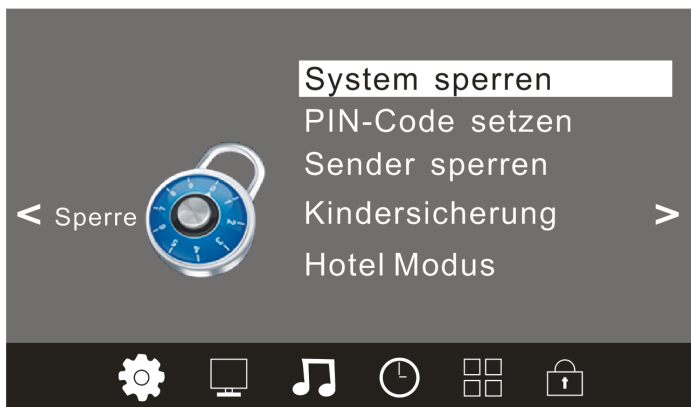 System sperren
PIN-Code setzen
Sender sperren
< Sperre
Kindersicherung >
Hotel Modus